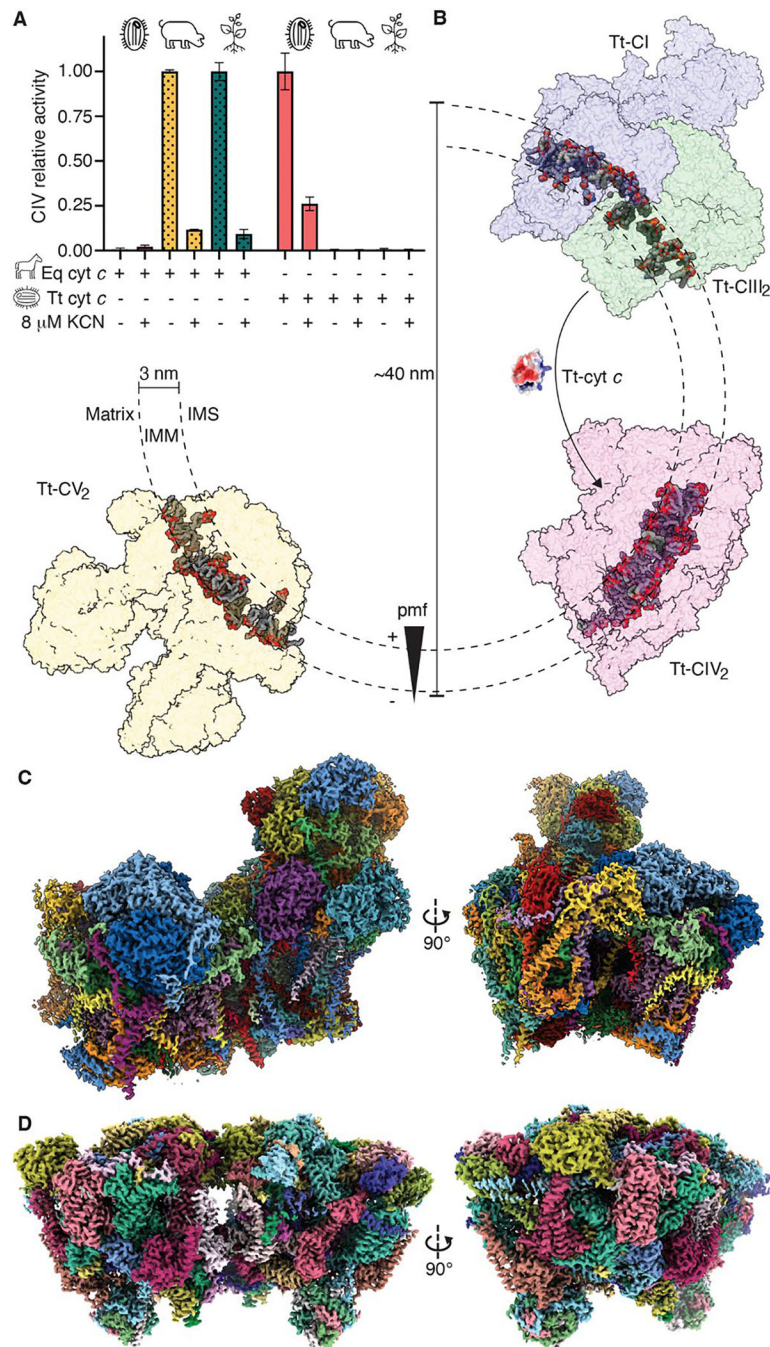 A
CIV relative activity
1.00
0.75
0.50
0.25
0.00
Eq cyt c + + + + + + - - - - - -
Tt cyt c - - - - - - + + + + + +
8 µM KCN - + - + - + - + - + - +
B
Tt-CI
Tt-CIII2
Tt-cyt c
~40 nm
3 nm
Matrix
IMM
IMS
Tt-CV2
pmf
+
-
Tt-CIV2
C
90°
D
90°